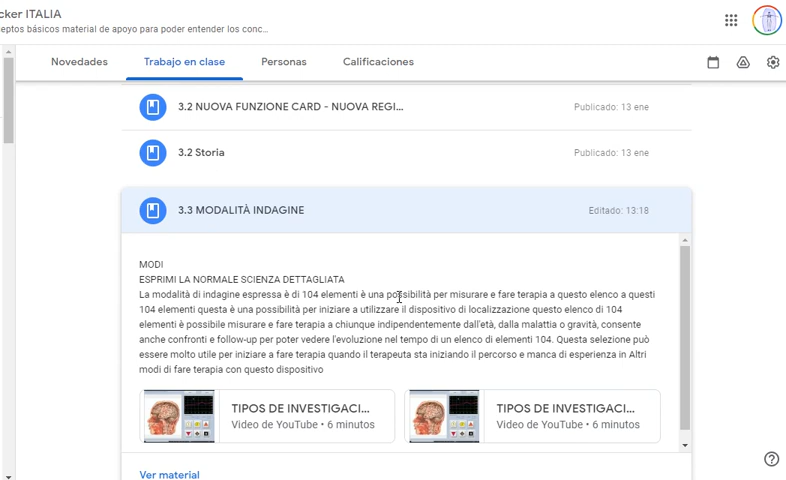 cker ITALIA
eptos básicos material de apoyo para poder entender los conc...
Novedades
Trabajo en clase
Personas
Calificaciones
3.2 NUOVA FUNZIONE CARD - NUOVA REGI...
Publicado: 13 ene
3.2 Storia
Publicado: 13 ene
3.3 MODALITÀ INDAGINE
Editado: 13:18
MODI
ESPRIMI LA NORMALE SCIENZA DETTAGLIATA
La modalità di indagine espressa è di 104 elementi è una possibilità per misurare e fare terapia a questo elenco a questi
104 elementi questa è una possibilità per iniziare a utilizzare il dispositivo di localizzazione questo elenco di 104
elementi è possibile misurare e fare terapia a chiunque indipendentemente dall'età, dalla malattia o gravità, consente
anche confronti e follow-up per poter vedere l'evoluzione nel tempo di un elenco di elementi 104. Questa selezione può
essere molto utile per iniziare a fare terapia quando il terapeuta sta iniziando il percorso e manca di esperienza in Altri
modi di fare terapia con questo dispositivo
TIPOS DE INVESTIGACI...
Video de YouTube • 6 minutos
TIPOS DE INVESTIGACI...
Video de YouTube • 6 minutos
Ver material